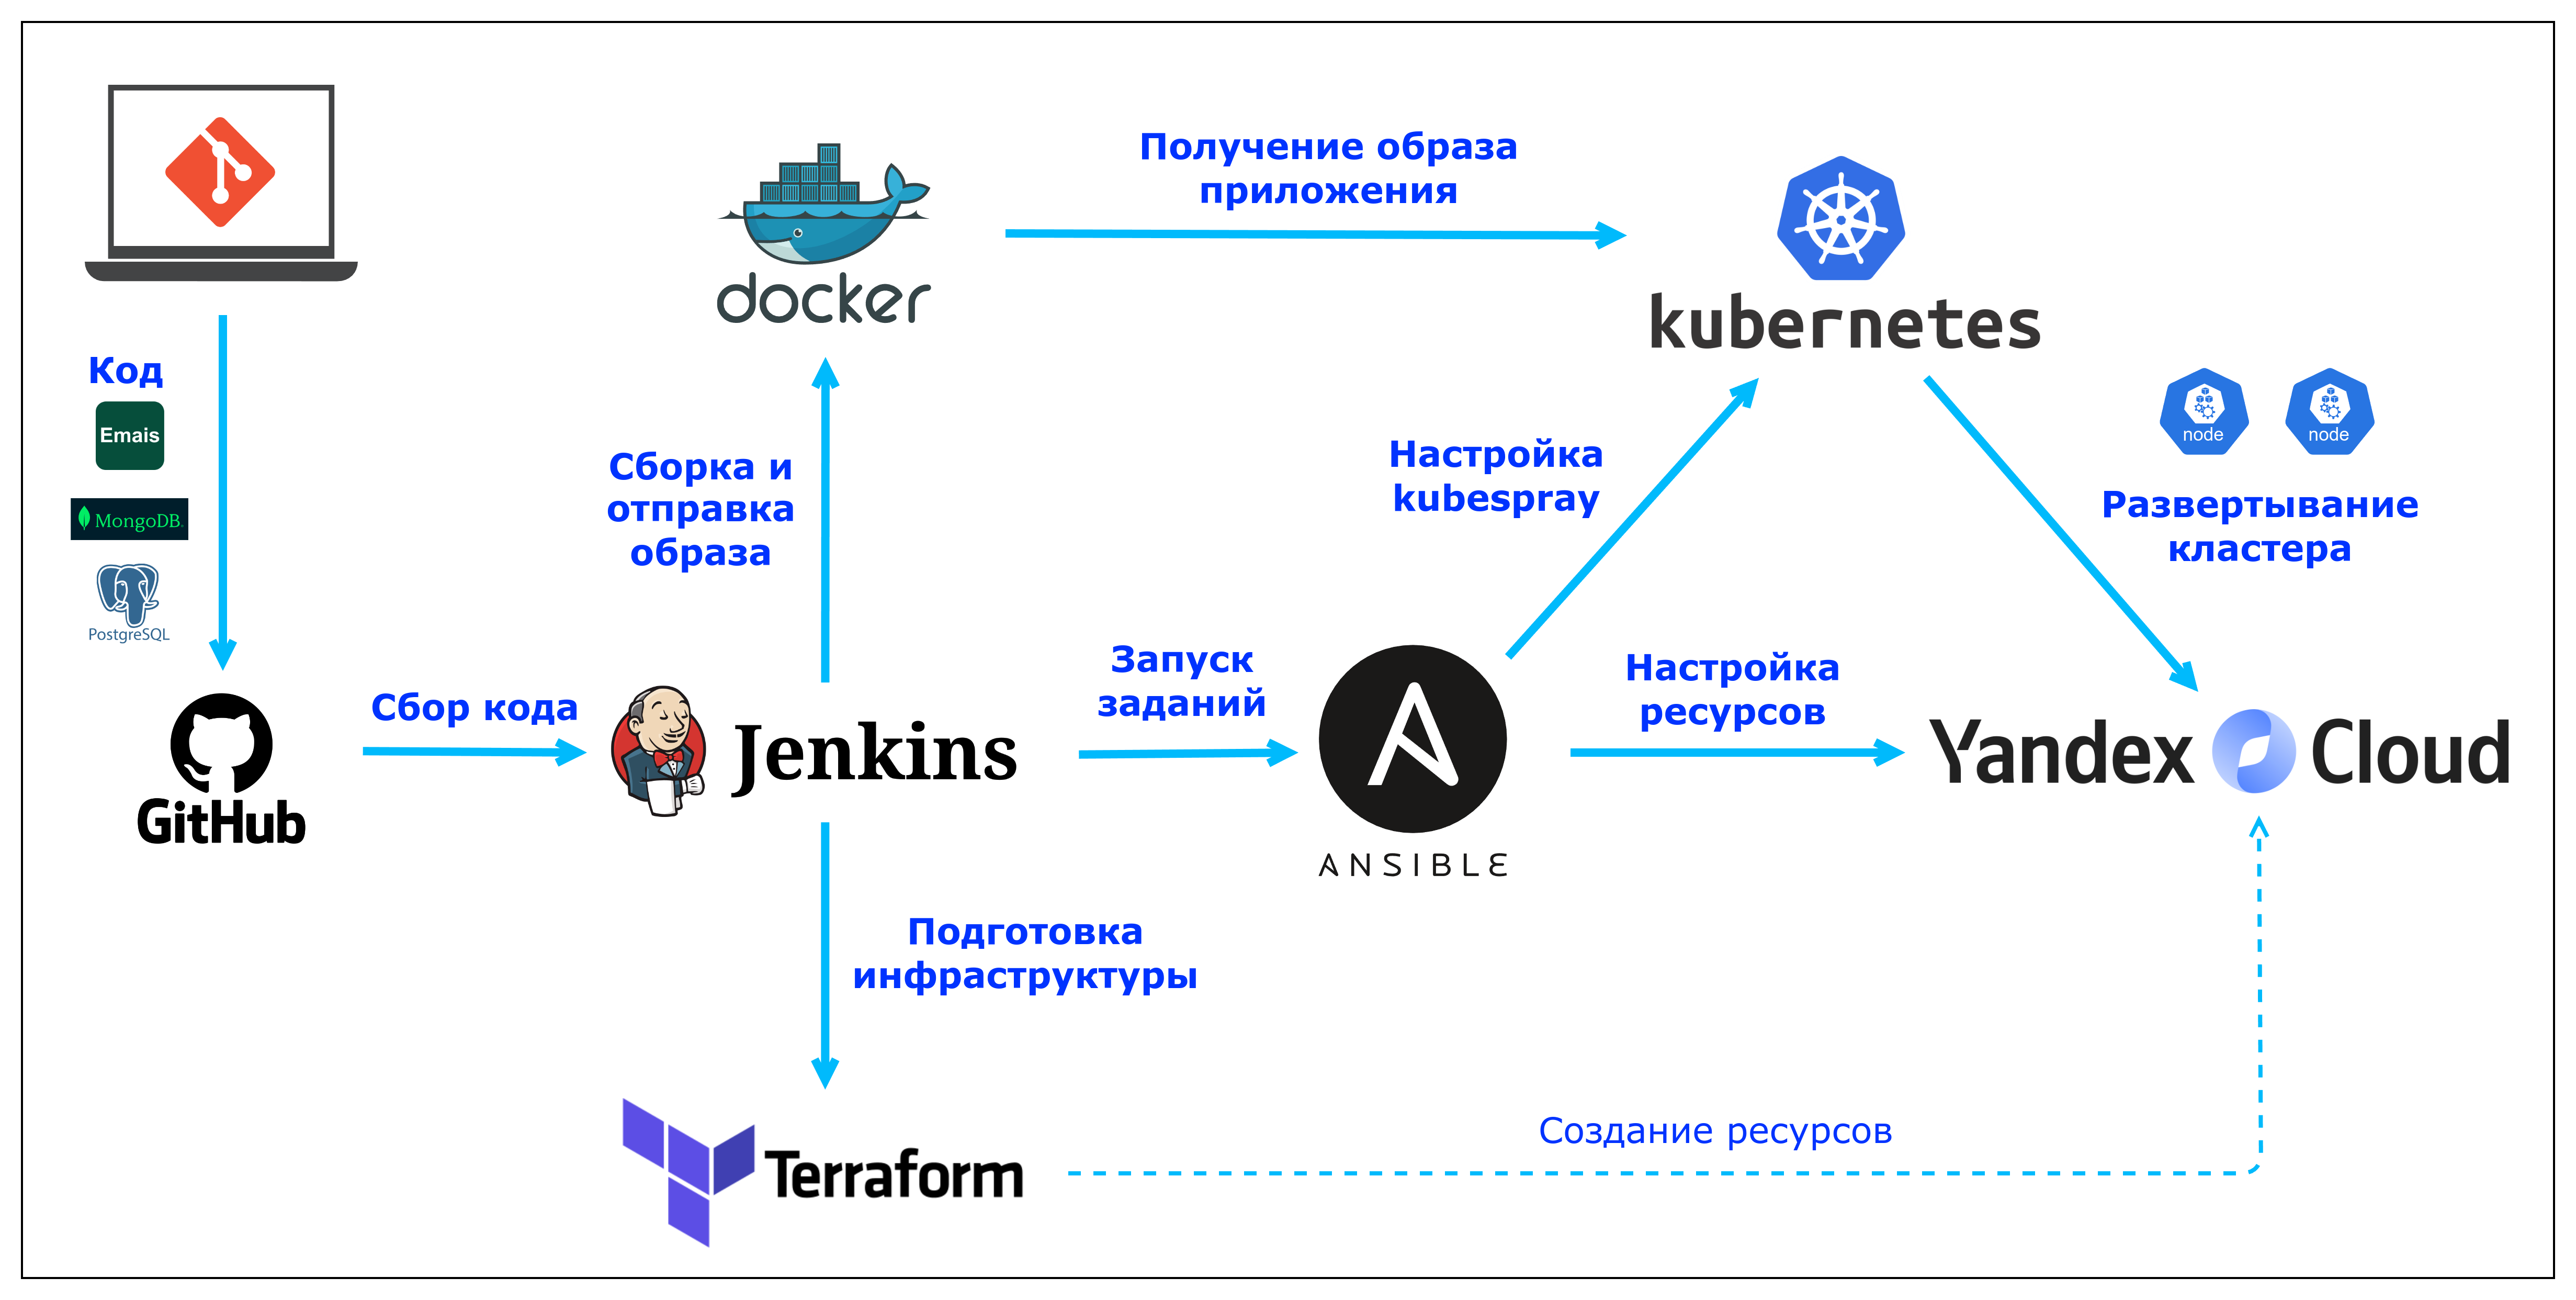 Код
Emais
MongoDB
PostgreSQL
GitHub
Сбор кода
Jenkins
Сборка и
отправка
образа
docker
Получение образа
приложения
kubernetes
Запуск
заданий
ANSIBLE
Настройка
kubespray
Настройка
ресурсов
node
node
Развертывание
кластера
Yandex Cloud
Подготовка
инфраструктуры
Terraform
Создание ресурсов